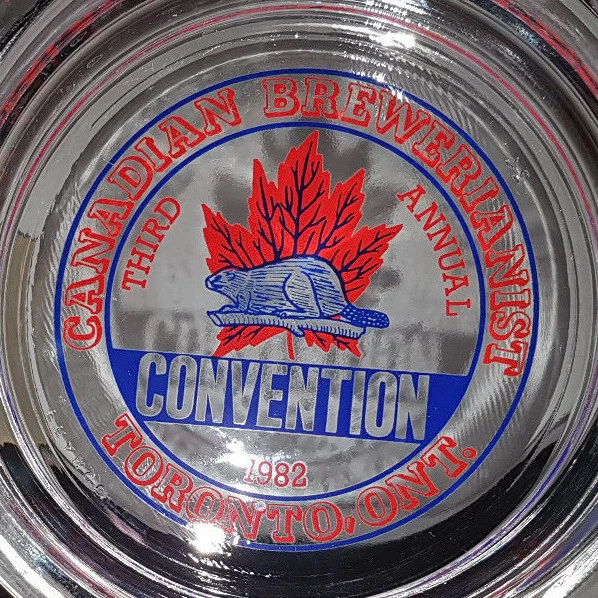 CANADIAN BREWERIANIST
THIRD
ANNUAL
CONVENTION
1982
TORONTO, ONT.